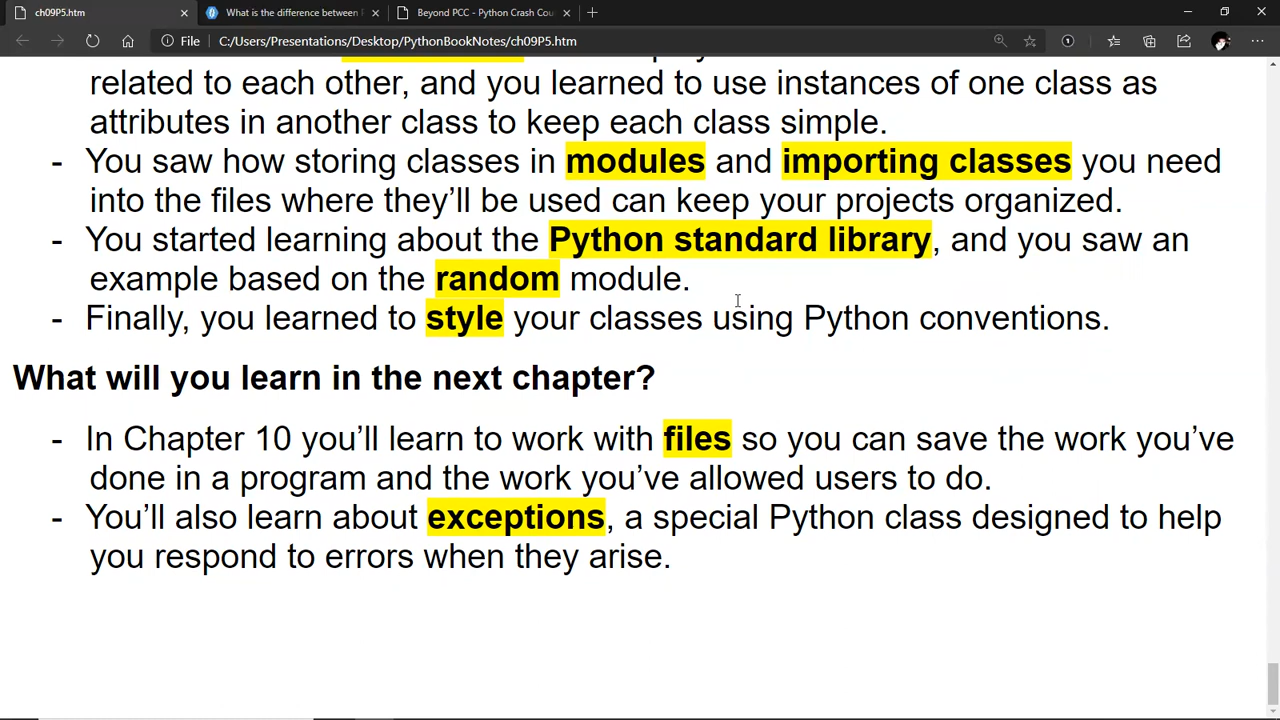 ch09P5.htm
What is the difference between P
Beyond PCC - Python Crash Cou
File
C:/Users/Presentations/Desktop/PythonBookNotes/ch09P5.htm
related to each other, and you learned to use instances of one class as
attributes in another class to keep each class simple.
- You saw how storing classes in modules and importing classes you need
into the files where they’ll be used can keep your projects organized.
- You started learning about the Python standard library, and you saw an
example based on the random module.
- Finally, you learned to style your classes using Python conventions.
What will you learn in the next chapter?
- In Chapter 10 you’ll learn to work with files so you can save the work you’ve
done in a program and the work you’ve allowed users to do.
- You’ll also learn about exceptions, a special Python class designed to help
you respond to errors when they arise.